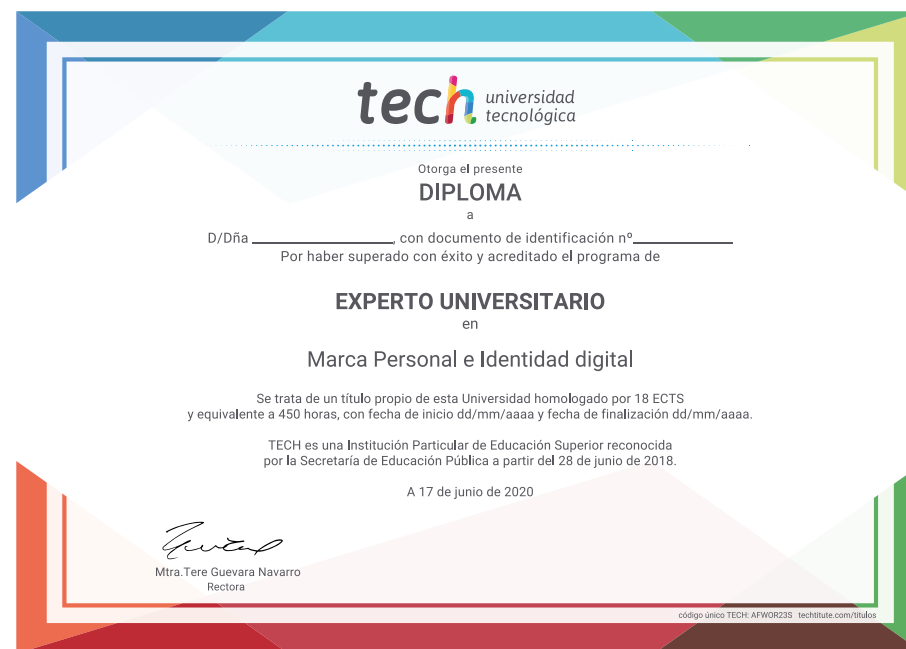 tech universidad
tecnológica
Otorga el presente
DIPLOMA
a
D/Dña ____________________, con documento de identificación nº______________
Por haber superado con éxito y acreditado el programa de
EXPERTO UNIVERSITARIO
en
Marca Personal e Identidad digital
Se trata de un título propio de esta Universidad homologado por 18 ECTS
y equivalente a 450 horas, con fecha de inicio dd/mm/aaaa y fecha de finalización dd/mm/aaaa.
TECH es una Institución Particular de Educación Superior reconocida
por la Secretaría de Educación Pública a partir del 28 de junio de 2018.
A 17 de junio de 2020
Mtra.Tere Guevara Navarro
Rectora
código único TECH: AFWOR23S techtitute.com/titulos